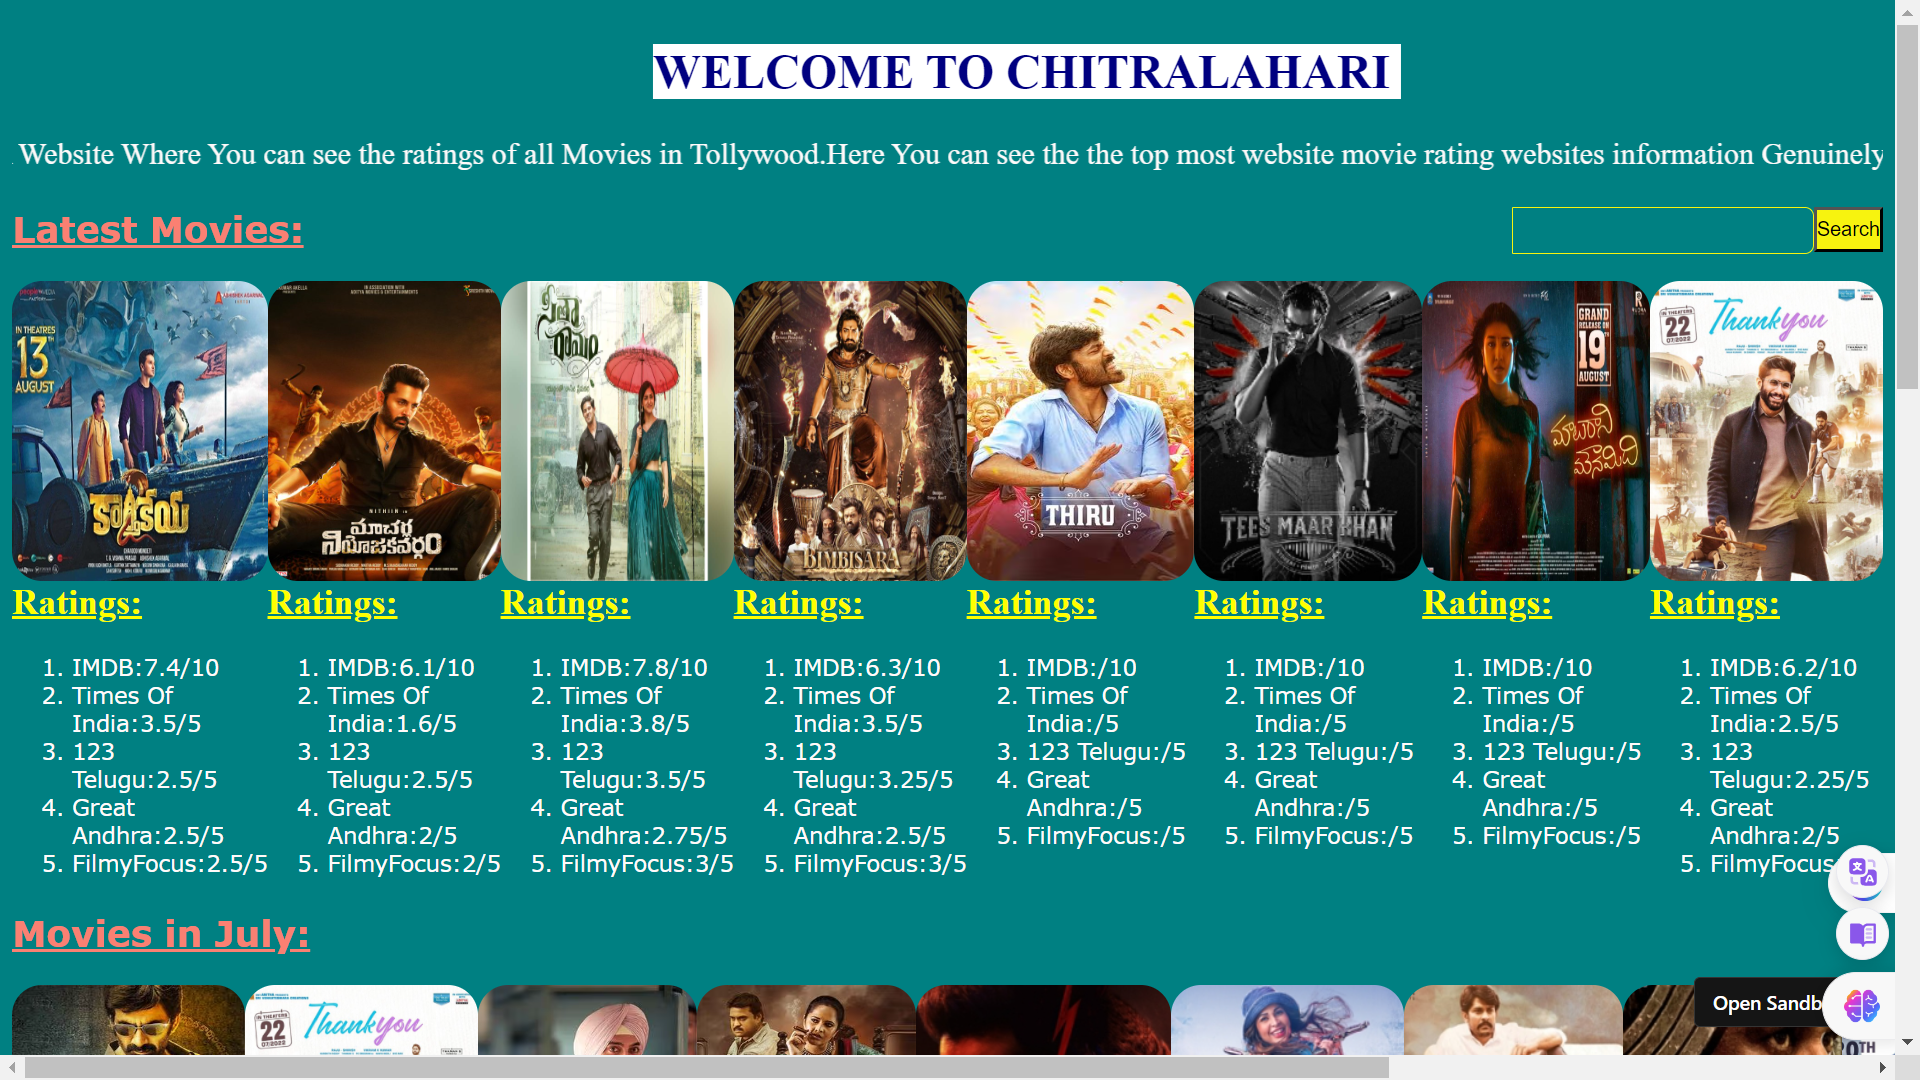 WELCOME TO CHITRALAHARI
Website Where You can see the ratings of all Movies in Tollywood.Here You can see the the top most website movie rating websites information Genuinely
Latest Movies:
Search
IN THEATRES
13
AUGUST
కార్తికేయ
NITHIIN IN
మాచర్ల
నియోజకవర్గం
సీతా
రామం
BIMBISARA
THIRU
TEES MAAR KHAN
GRAND
RELEASE ON
19TH
AUGUST
మాటరాని
మౌనమిది
IN THEATERS
22
07/2022
Thankyou
Ratings:
1. IMDB:7.4/10
2. Times Of
India:3.5/5
3. 123
Telugu:2.5/5
4. Great
Andhra:2.5/5
5. FilmyFocus:2.5/5
Ratings:
1. IMDB:6.1/10
2. Times Of
India:1.6/5
3. 123
Telugu:2.5/5
4. Great
Andhra:2/5
5. FilmyFocus:2/5
Ratings:
1. IMDB:7.8/10
2. Times Of
India:3.8/5
3. 123
Telugu:3.5/5
4. Great
Andhra:2.75/5
5. FilmyFocus:3/5
Ratings:
1. IMDB:6.3/10
2. Times Of
India:3.5/5
3. 123
Telugu:3.25/5
4. Great
Andhra:2.5/5
5. FilmyFocus:3/5
Ratings:
1. IMDB:/10
2. Times Of
India:/5
3. 123 Telugu:/5
4. Great
Andhra:/5
5. FilmyFocus:/5
Ratings:
1. IMDB:/10
2. Times Of
India:/5
3. 123 Telugu:/5
4. Great
Andhra:/5
5. FilmyFocus:/5
Ratings:
1. IMDB:/10
2. Times Of
India:/5
3. 123 Telugu:/5
4. Great
Andhra:/5
5. FilmyFocus:/5
Ratings:
1. IMDB:6.2/10
2. Times Of
India:2.5/5
3. 123
Telugu:2.25/5
4. Great
Andhra:2/5
5. FilmyFocus:
Movies in July:
IN THEATERS
22
07/2022
Thankyou
Open Sandb